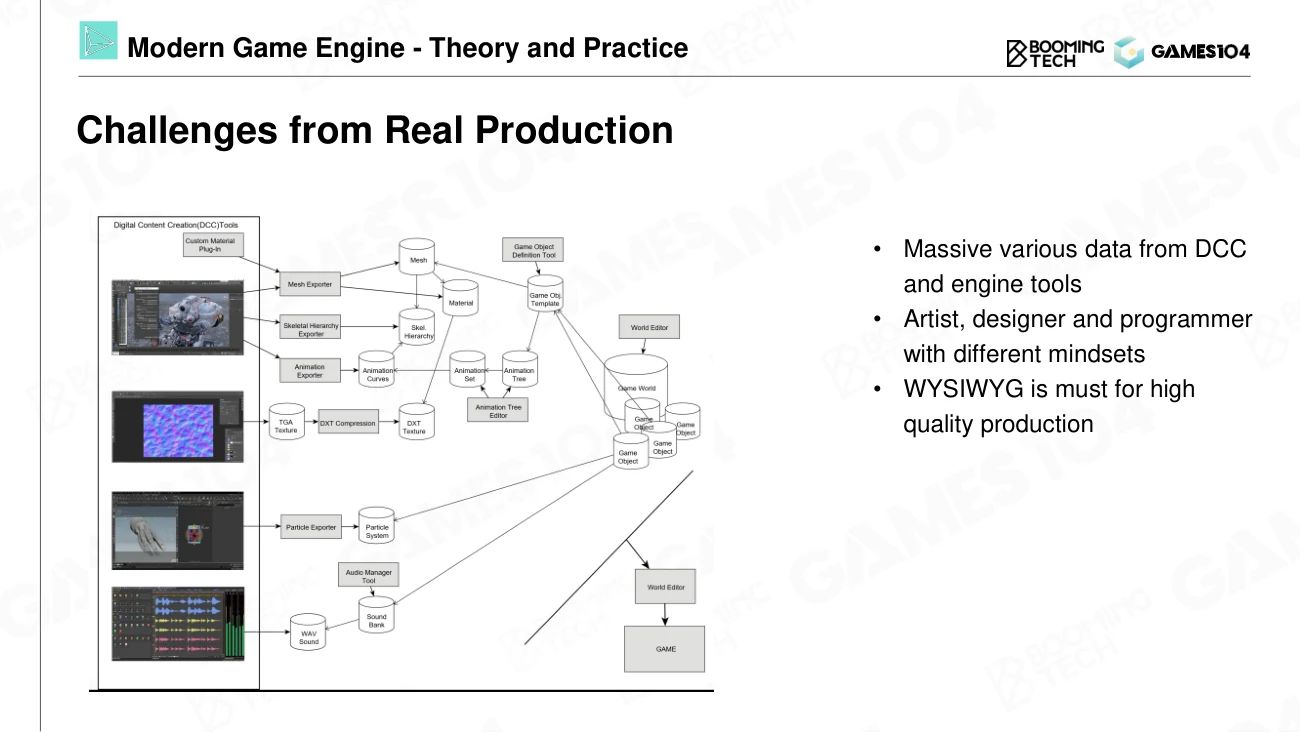 Modern Game Engine - Theory and Practice
BOOMING
TECH
GAMES104
Challenges from Real Production
Digital Content Creation(DCC)Tools
Custom Material
Plug-In
Mesh Exporter
Skeletal Hierarchy
Exporter
Animation
Exporter
Mesh
Material
Skel.
Hierarchy
Animation
Curves
Animation
Set
Animation
Tree
Animation Tree
Editor
Game Object
Definition Tool
Game Obj.
Template
World Editor
Game World
Game
Object
Game
Object
Game
Object
Game
Object
TGA
Texture
DXT Compression
DXT
Texture
Particle Exporter
Particle
System
Audio Manager
Tool
Sound
Bank
WAV
Sound
World Editor
GAME
• Massive various data from DCC
and engine tools
• Artist, designer and programmer
with different mindsets
• WYSIWYG is must for high
quality production